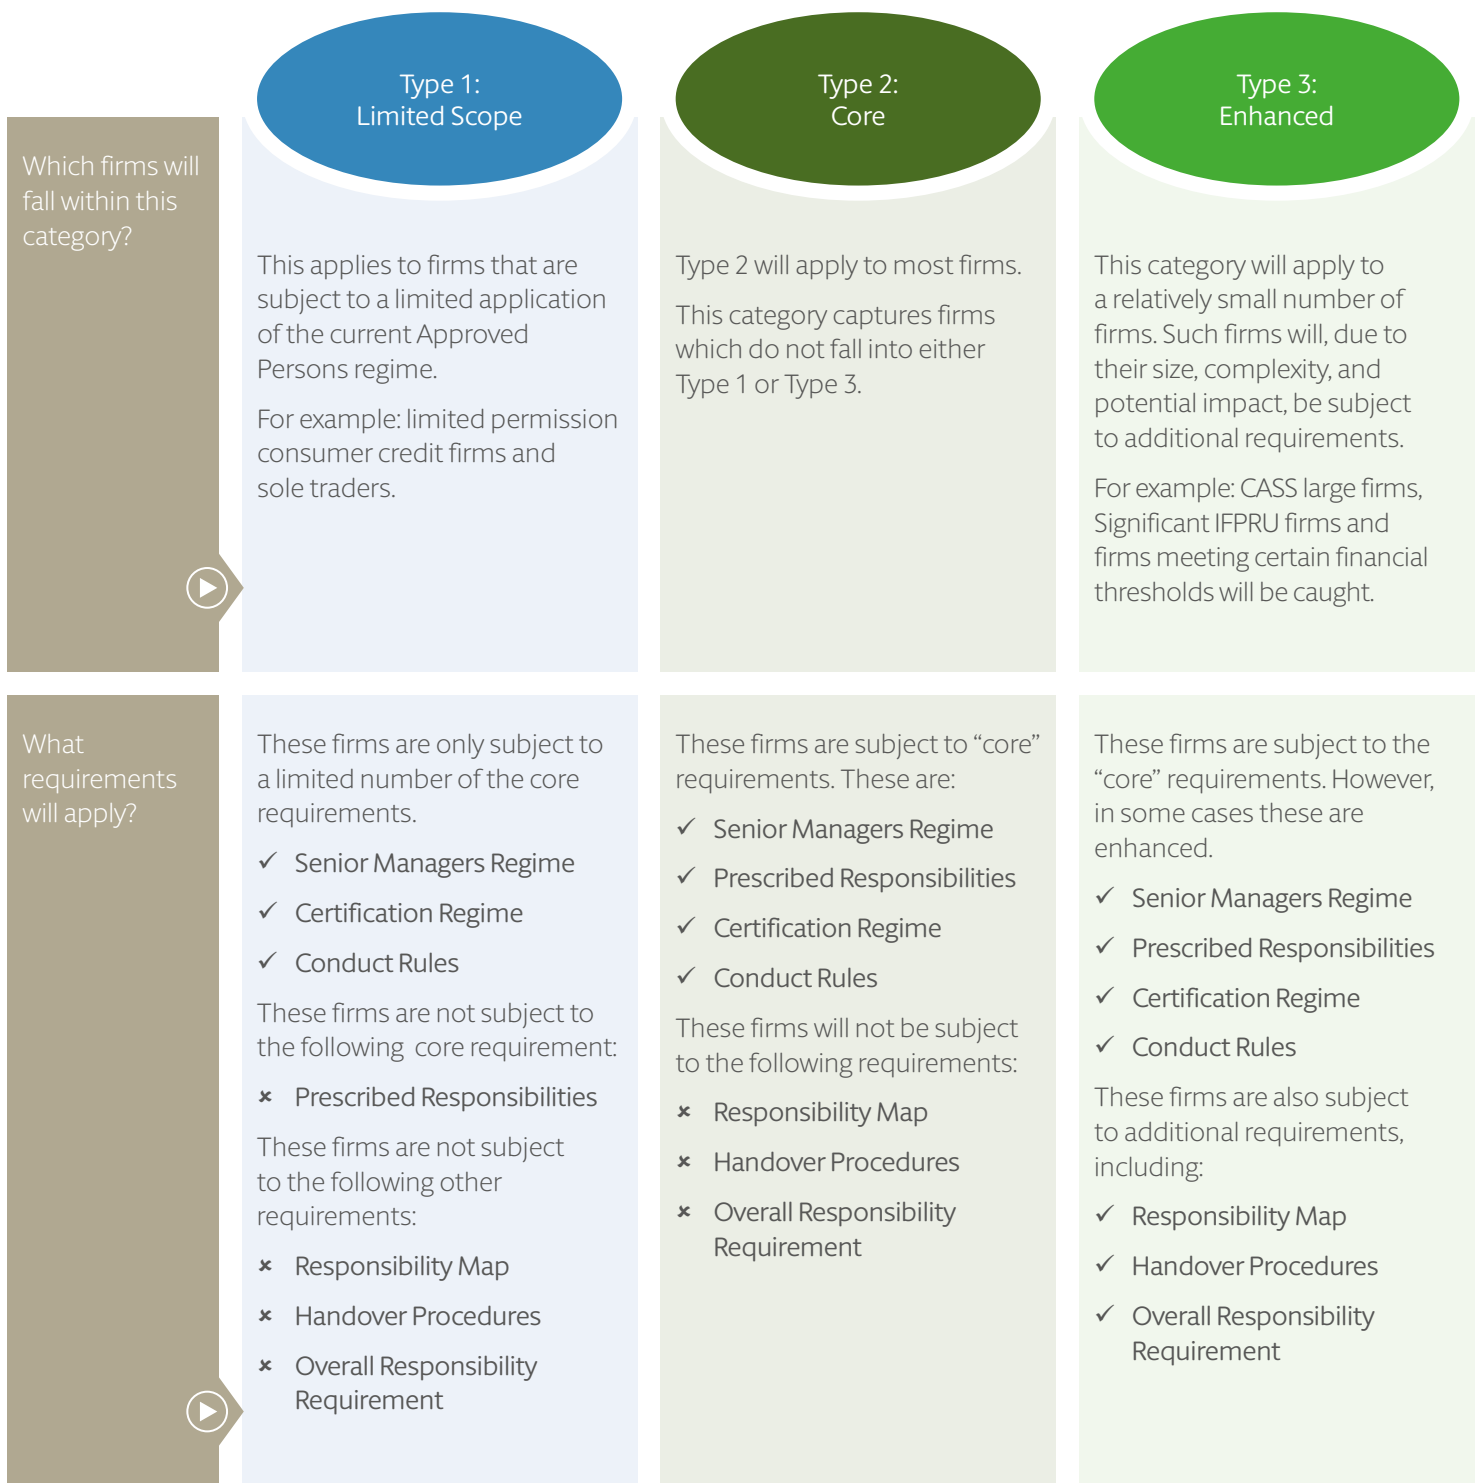 Type 1:
Limited Scope
Type 2:
Core
Type 3:
Enhanced
Which firms will
fall within this
category?
This applies to firms that are
subject to a limited application
of the current Approved
Persons regime.
For example: limited permission
consumer credit firms and
sole traders.
Type 2 will apply to most firms.
This category captures firms
which do not fall into either
Type 1 or Type 3.
This category will apply to
a relatively small number of
firms. Such firms will, due to
their size, complexity, and
potential impact, be subject
to additional requirements.
For example: CASS large firms,
Significant IFPRU firms and
firms meeting certain financial
thresholds will be caught.
What
requirements
will apply?
These firms are only subject to
a limited number of the core
requirements.
✓ Senior Managers Regime
✓ Certification Regime
✓ Conduct Rules
These firms are not subject to
the following core requirement:
× Prescribed Responsibilities
These firms are not subject
to the following other
requirements:
× Responsibility Map
× Handover Procedures
× Overall Responsibility
Requirement
These firms are subject to “core”
requirements. These are:
✓ Senior Managers Regime
✓ Prescribed Responsibilities
✓ Certification Regime
✓ Conduct Rules
These firms will not be subject
to the following requirements:
× Responsibility Map
× Handover Procedures
× Overall Responsibility
Requirement
These firms are subject to the
“core” requirements. However,
in some cases these are
enhanced.
✓ Senior Managers Regime
✓ Prescribed Responsibilities
✓ Certification Regime
✓ Conduct Rules
These firms are also subject
to additional requirements,
including:
✓ Responsibility Map
✓ Handover Procedures
✓ Overall Responsibility
Requirement